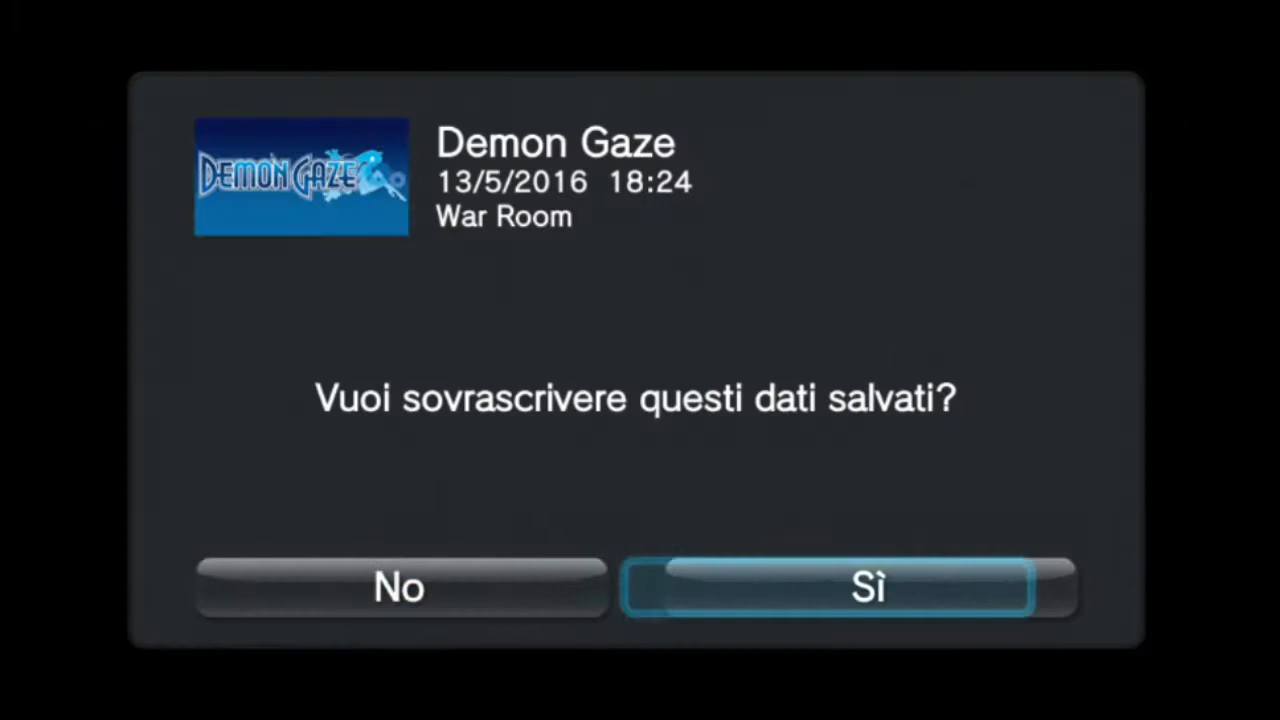 DEMON GAZE
Demon Gaze
13/5/2016 18:24
War Room
Vuoi sovrascrivere questi dati salvati?
No
Sì